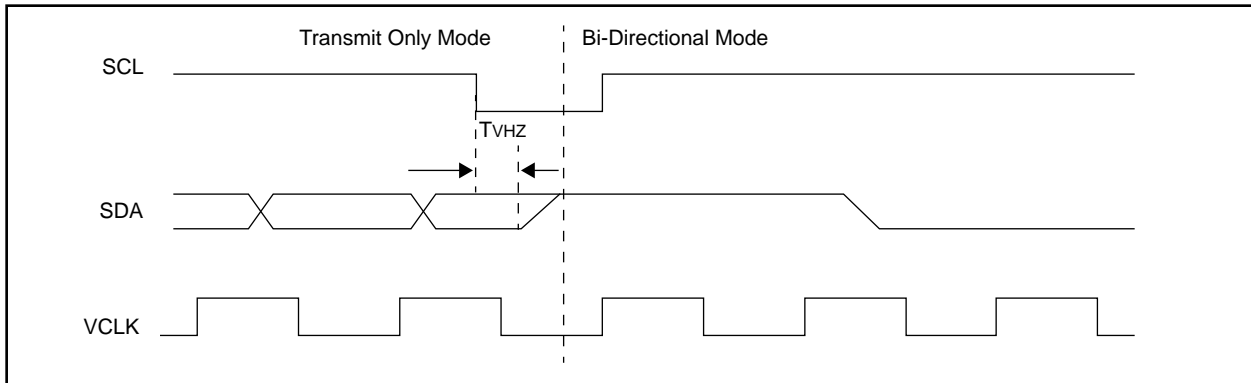 Transmit Only Mode
Bi-Directional Mode
SCL
TVHZ
SDA
VCLK